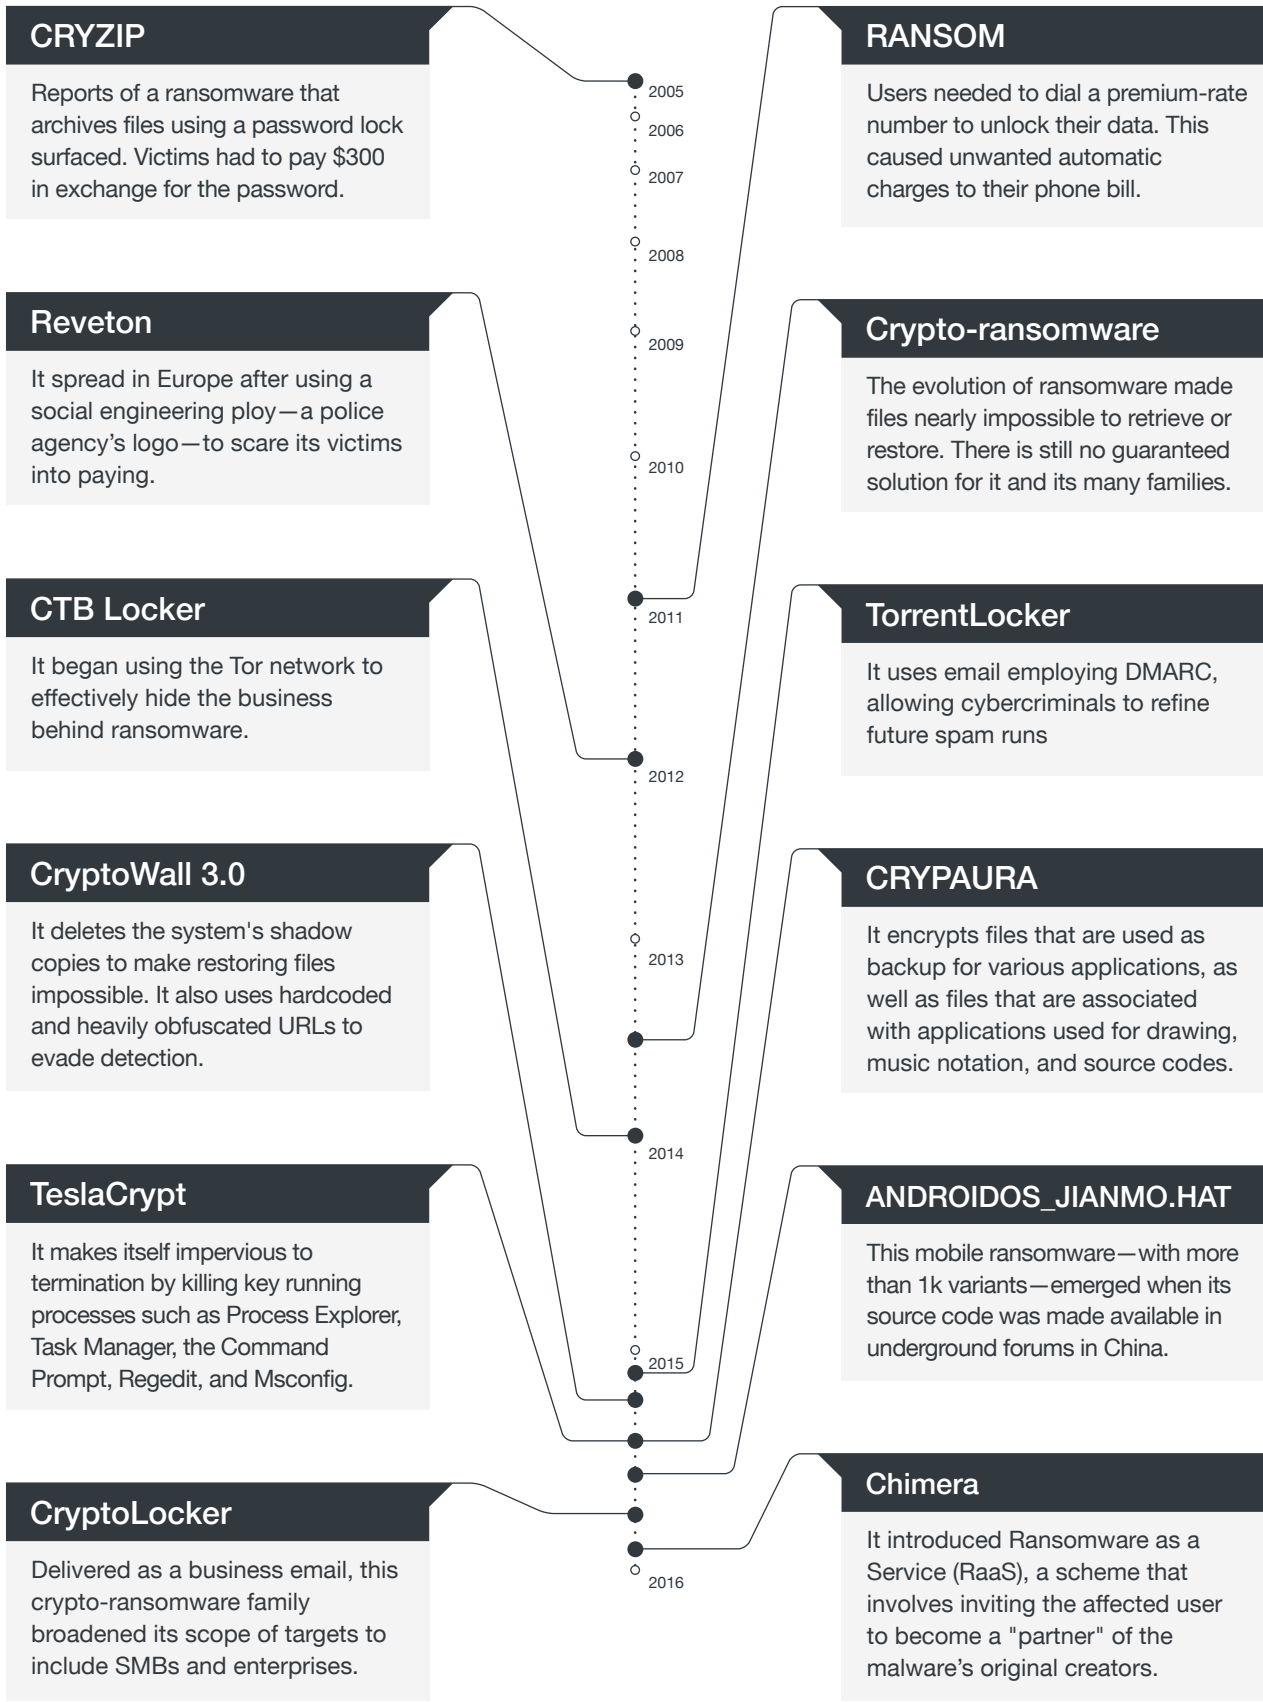 CRYZIP
Reports of a ransomware that
archives files using a password lock
surfaced. Victims had to pay $300
in exchange for the password.
Reveton
It spread in Europe after using a
social engineering ploy—a police
agency’s logo—to scare its victims
into paying.
CTB Locker
It began using the Tor network to
effectively hide the business
behind ransomware.
CryptoWall 3.0
It deletes the system's shadow
copies to make restoring files
impossible. It also uses hardcoded
and heavily obfuscated URLs to
evade detection.
TeslaCrypt
It makes itself impervious to
termination by killing key running
processes such as Process Explorer,
Task Manager, the Command
Prompt, Regedit, and Msconfig.
CryptoLocker
Delivered as a business email, this
crypto-ransomware family
broadened its scope of targets to
include SMBs and enterprises.
2005
2006
2007
2008
2009
2010
2011
2012
2013
2014
2015
2016
RANSOM
Users needed to dial a premium-rate
number to unlock their data. This
caused unwanted automatic
charges to their phone bill.
Crypto-ransomware
The evolution of ransomware made
files nearly impossible to retrieve or
restore. There is still no guaranteed
solution for it and its many families.
TorrentLocker
It uses email employing DMARC,
allowing cybercriminals to refine
future spam runs
CRYPAURA
It encrypts files that are used as
backup for various applications, as
well as files that are associated
with applications used for drawing,
music notation, and source codes.
ANDROIDOS_JIANMO.HAT
This mobile ransomware—with more
than 1k variants—emerged when its
source code was made available in
underground forums in China.
Chimera
It introduced Ransomware as a
Service (RaaS), a scheme that
involves inviting the affected user
to become a "partner" of the
malware’s original creators.